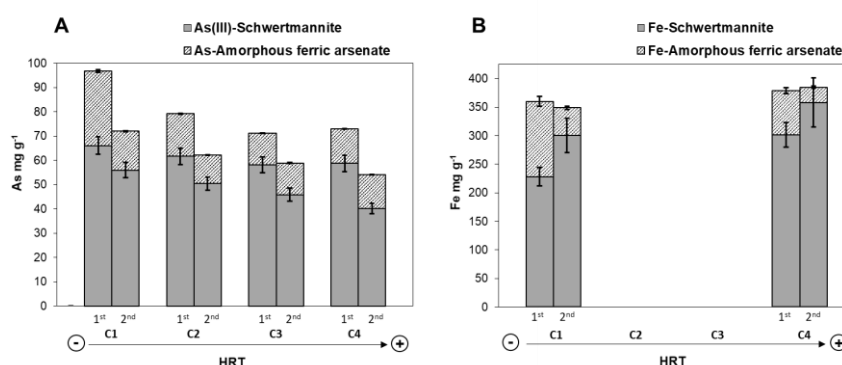 A
As(III)-Schwertmannite
As-Amorphous ferric arsenate
As mg g-1
100
90
80
70
60
50
40
30
20
10
0
1st 2nd 1st 2nd 1st 2nd 1st 2nd
C1 C2 C3 C4
- +
HRT
B
Fe-Schwertmannite
Fe-Amorphous ferric arsenate
Fe mg g-1
400
350
300
250
200
150
100
50
0
1st 2nd 1st 2nd
C1 C2 C3 C4
- +
HRT